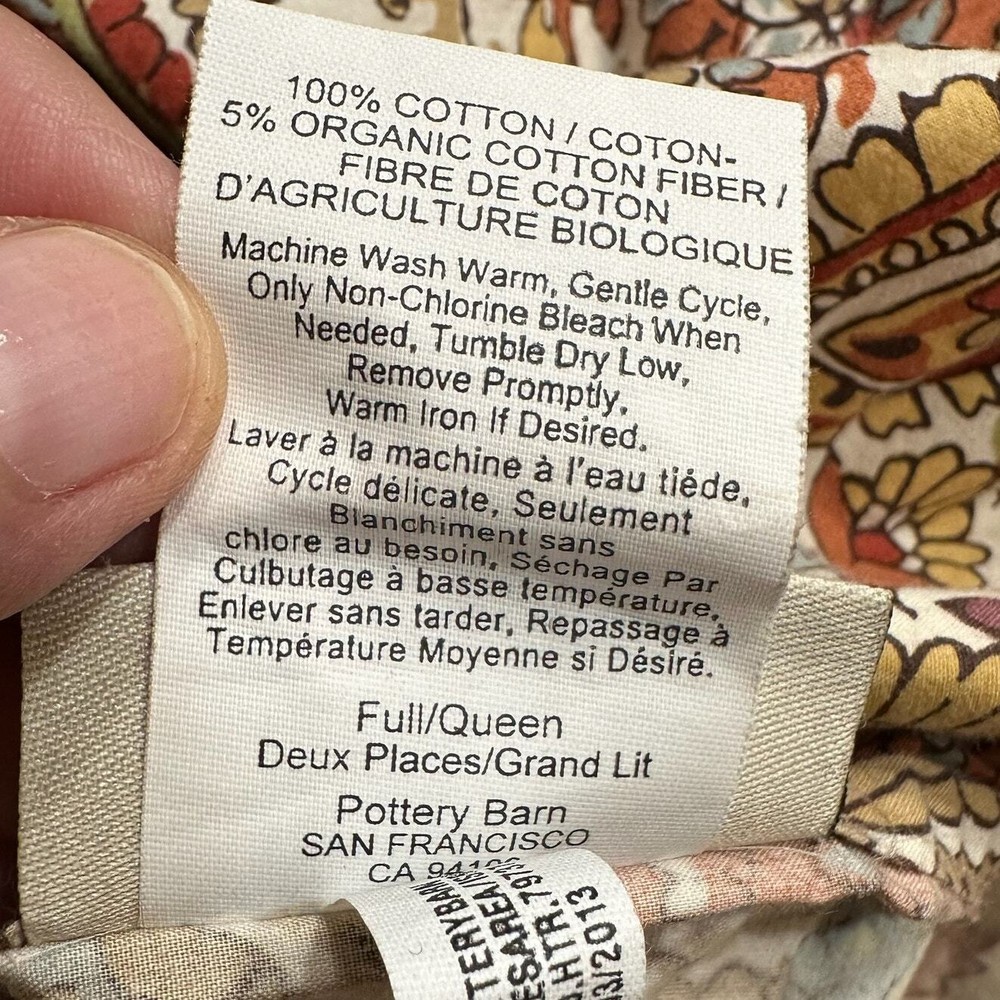 100% COTTON / COTON-
5% ORGANIC COTTON FIBER /
FIBRE DE COTON
D'AGRICULTURE BIOLOGIQUE
Machine Wash Warm, Gentle Cycle,
Only Non-Chlorine Bleach When
Needed, Tumble Dry Low,
Remove Promptly,
Warm Iron If Desired.
Laver à la machine à l'eau tiéde,
Cycle délicate, Seulement
Blanchiment sans
chlore au besoin, Séchage Par
Culbutage à basse température,
Enlever sans tarder, Repassage à
Température Moyenne si Désiré.
Full/Queen
Deux Places/Grand Lit
Pottery Barn
SAN FRANCISCO
CA